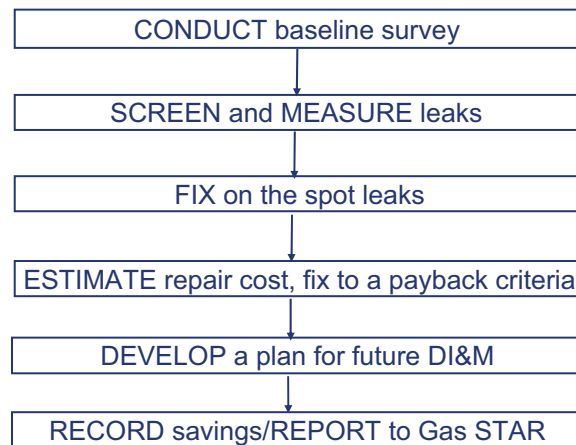 CONDUCT baseline survey
SCREEN and MEASURE leaks
FIX on the spot leaks
ESTIMATE repair cost, fix to a payback criteria
DEVELOP a plan for future DI&M
RECORD savings/REPORT to Gas STAR